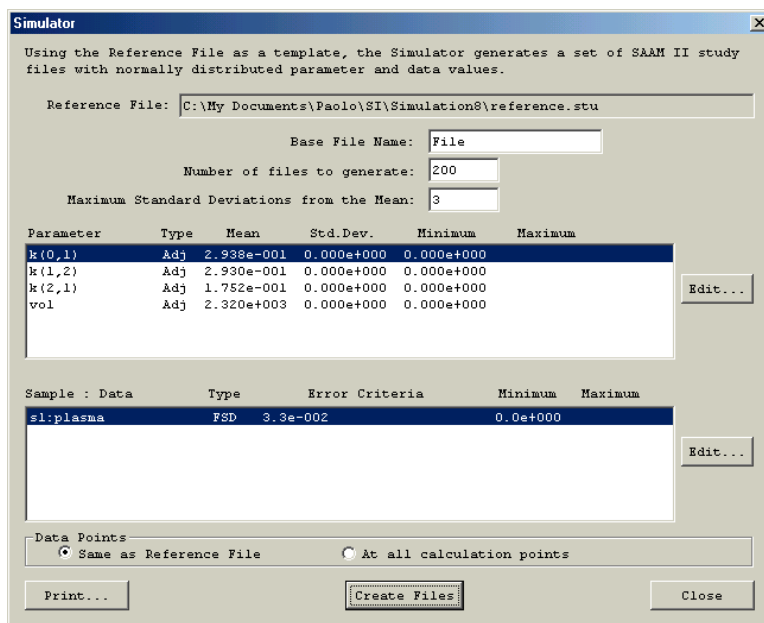 Simulator
Using the Reference File as a template, the Simulator generates a set of SAAM II study
files with normally distributed parameter and data values.
Reference File: C:\My Documents\Paolo\SI\Simulation8\reference.stu
Base File Name: File
Number of files to generate: 200
Maximum Standard Deviations from the Mean: 3
Parameter Type Mean Std.Dev. Minimum Maximum
k(0,1) Adj 2.938e-001 0.000e+000 0.000e+000
k(1,2) Adj 2.930e-001 0.000e+000 0.000e+000
k(2,1) Adj 1.752e-001 0.000e+000 0.000e+000
vol Adj 2.320e+003 0.000e+000 0.000e+000
Edit...
Sample : Data Type Error Criteria Minimum Maximum
s1:plasma FSD 3.3e-002 0.0e+000
Edit...
Data Points
Same as Reference File At all calculation points
Print... Create Files Close